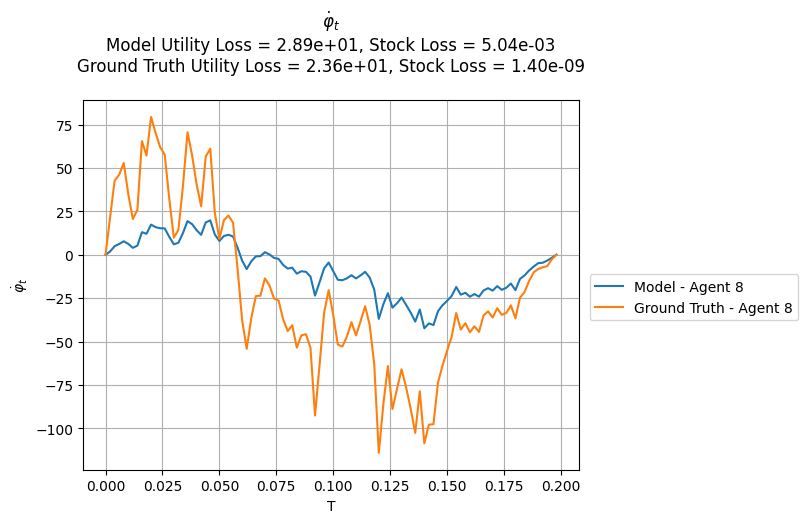 φ̇ₜ
Model Utility Loss = 2.89e+01, Stock Loss = 5.04e-03
Ground Truth Utility Loss = 2.36e+01, Stock Loss = 1.40e-09
75
50
25
0
−25
−50
−75
−100
φ̇ₜ
0.000 0.025 0.050 0.075 0.100 0.125 0.150 0.175 0.200
T
Model - Agent 8
Ground Truth - Agent 8